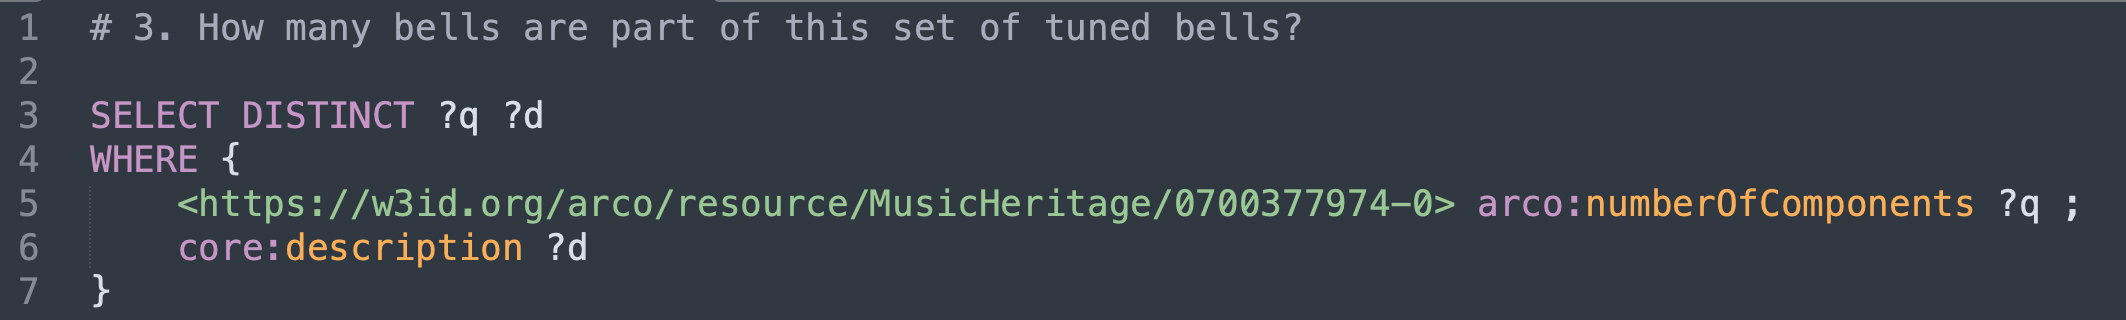 1 # 3. How many bells are part of this set of tuned bells?
2
3 SELECT DISTINCT ?q ?d
4 WHERE {
5 <https://w3id.org/arco/resource/MusicHeritage/0700377974-0> arco:numberOfComponents ?q ;
6 core:description ?d
7 }